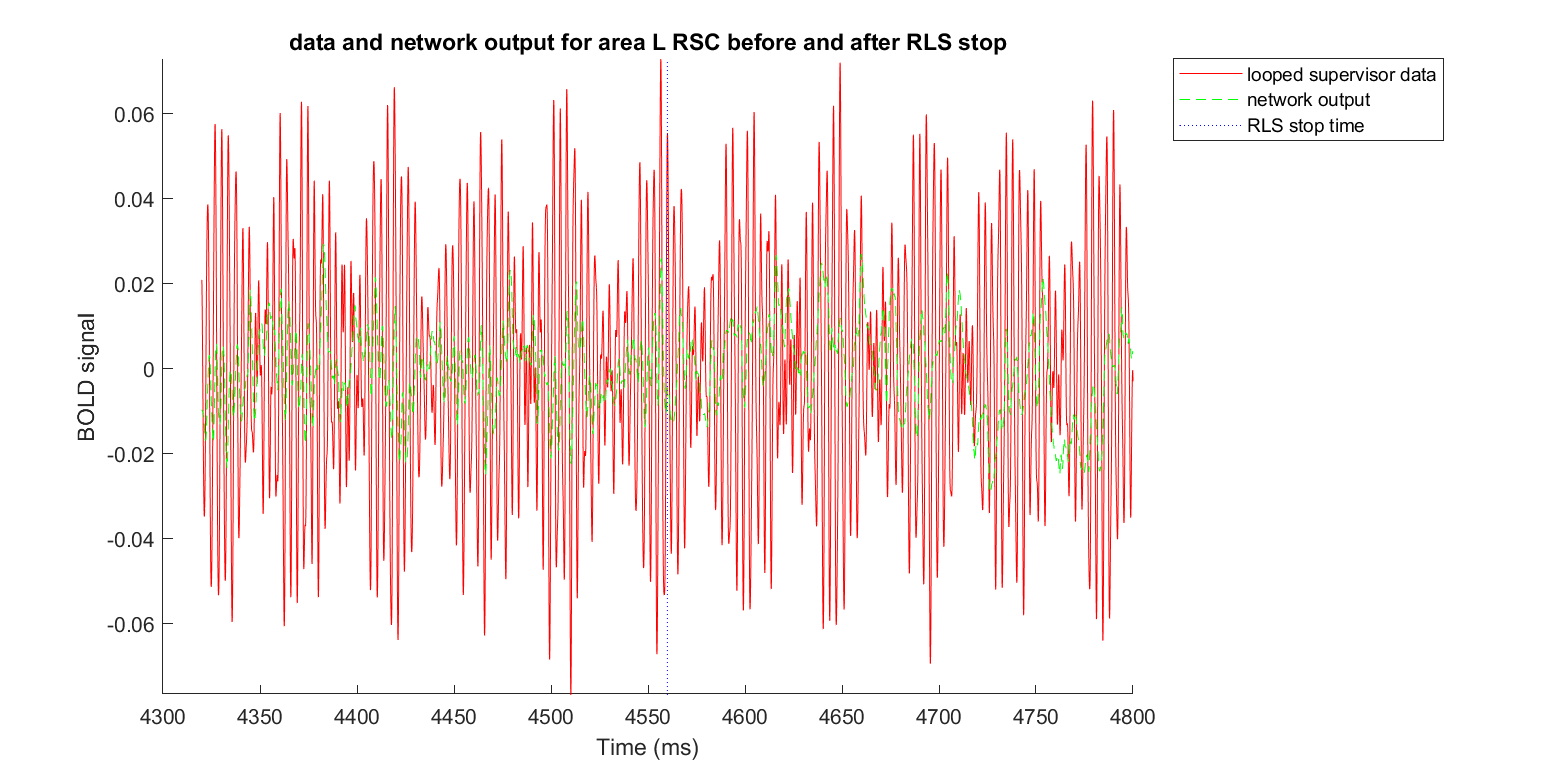 data and network output for area L RSC before and after RLS stop
looped supervisor data
network output
RLS stop time
BOLD signal
0.06
0.04
0.02
0
-0.02
-0.04
-0.06
4300 4350 4400 4450 4500 4550 4600 4650 4700 4750 4800
Time (ms)